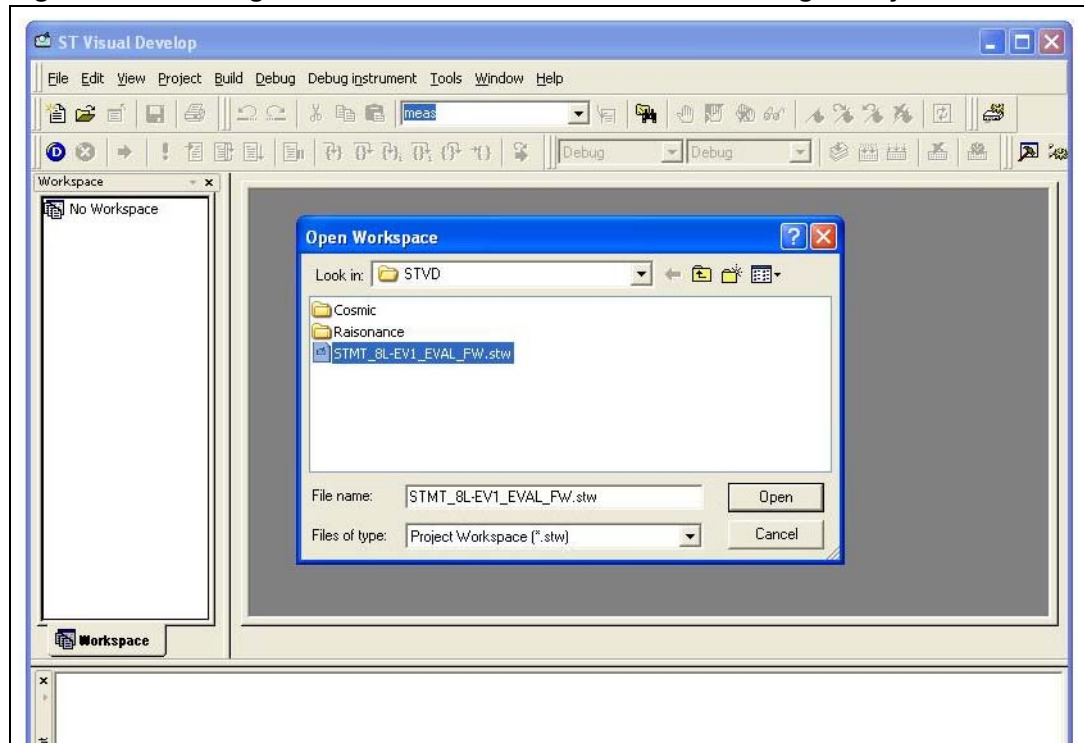 ST Visual Develop
File Edit View Project Build Debug Debug instrument Tools Window Help
meas
Debug Debug
Workspace
No Workspace
Open Workspace
Look in: STVD
Cosmic
Raisonance
STMT_8L-EV1_EVAL_FW.stw
File name: STMT_8L-EV1_EVAL_FW.stw Open
Files of type: Project Workspace (*.stw) Cancel
Workspace